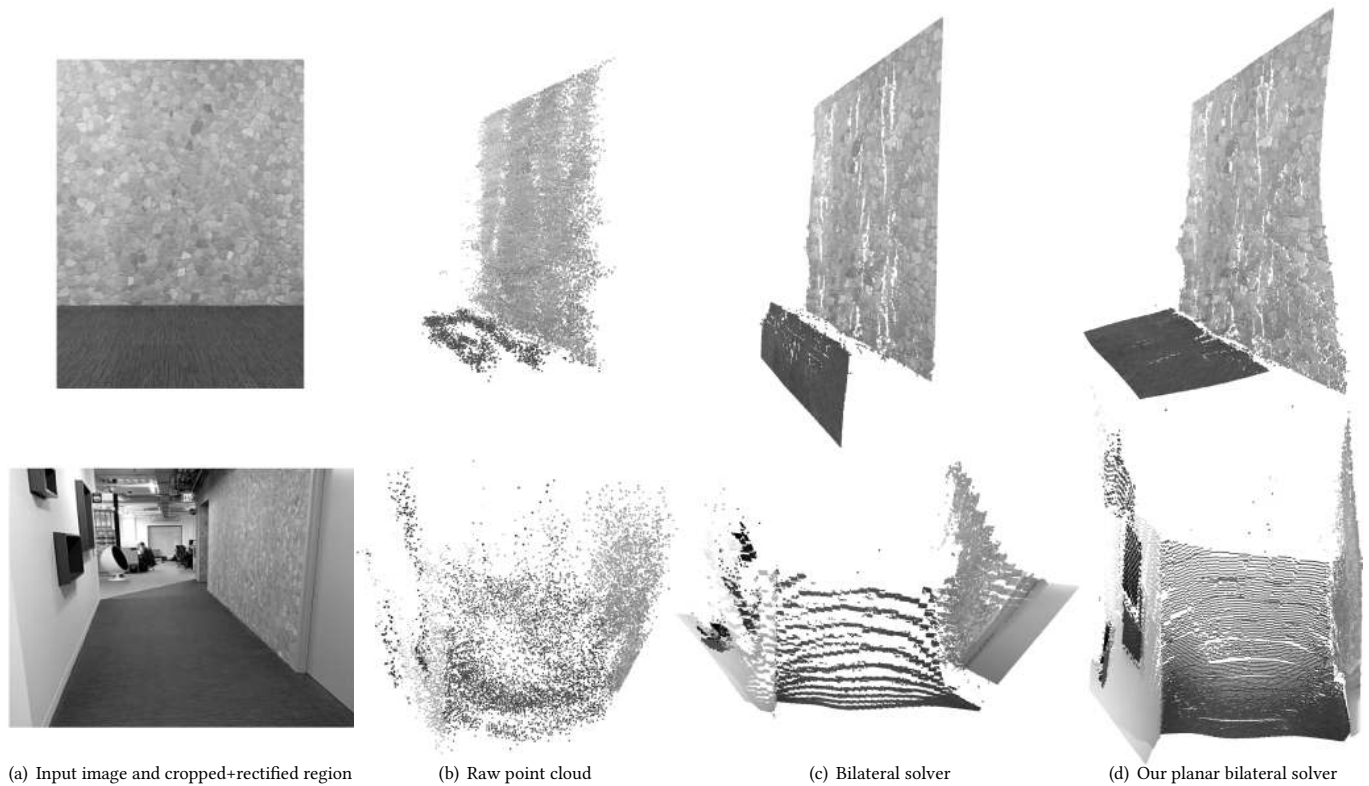 (a) Input image and cropped+rectified region
(b) Raw point cloud
(c) Bilateral solver
(d) Our planar bilateral solver